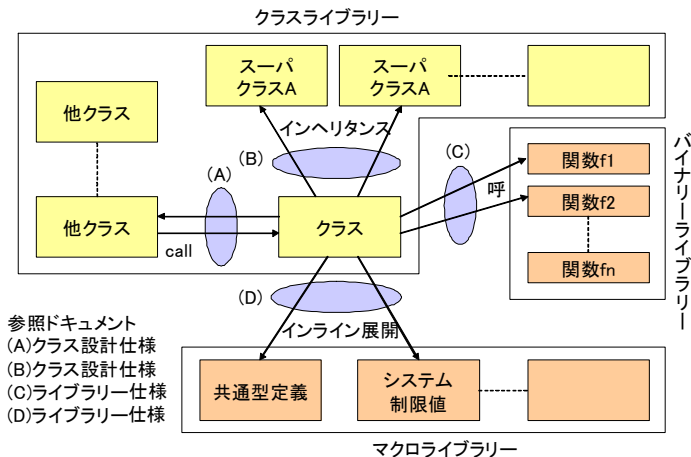 クラスライブラリー
スーパ
クラスA
スーパ
クラスA
他クラス
インヘリタンス
(B)
(C)
(A)
バイナリーライブラリー
関数f1
呼
関数f2
他クラス
クラス
call
関数fn
(D)
インライン展開
参照ドキュメント
(A)クラス設計仕様
(B)クラス設計仕様
(C)ライブラリー仕様
(D)ライブラリー仕様
共通型定義
システム
制限値
マクロライブラリー